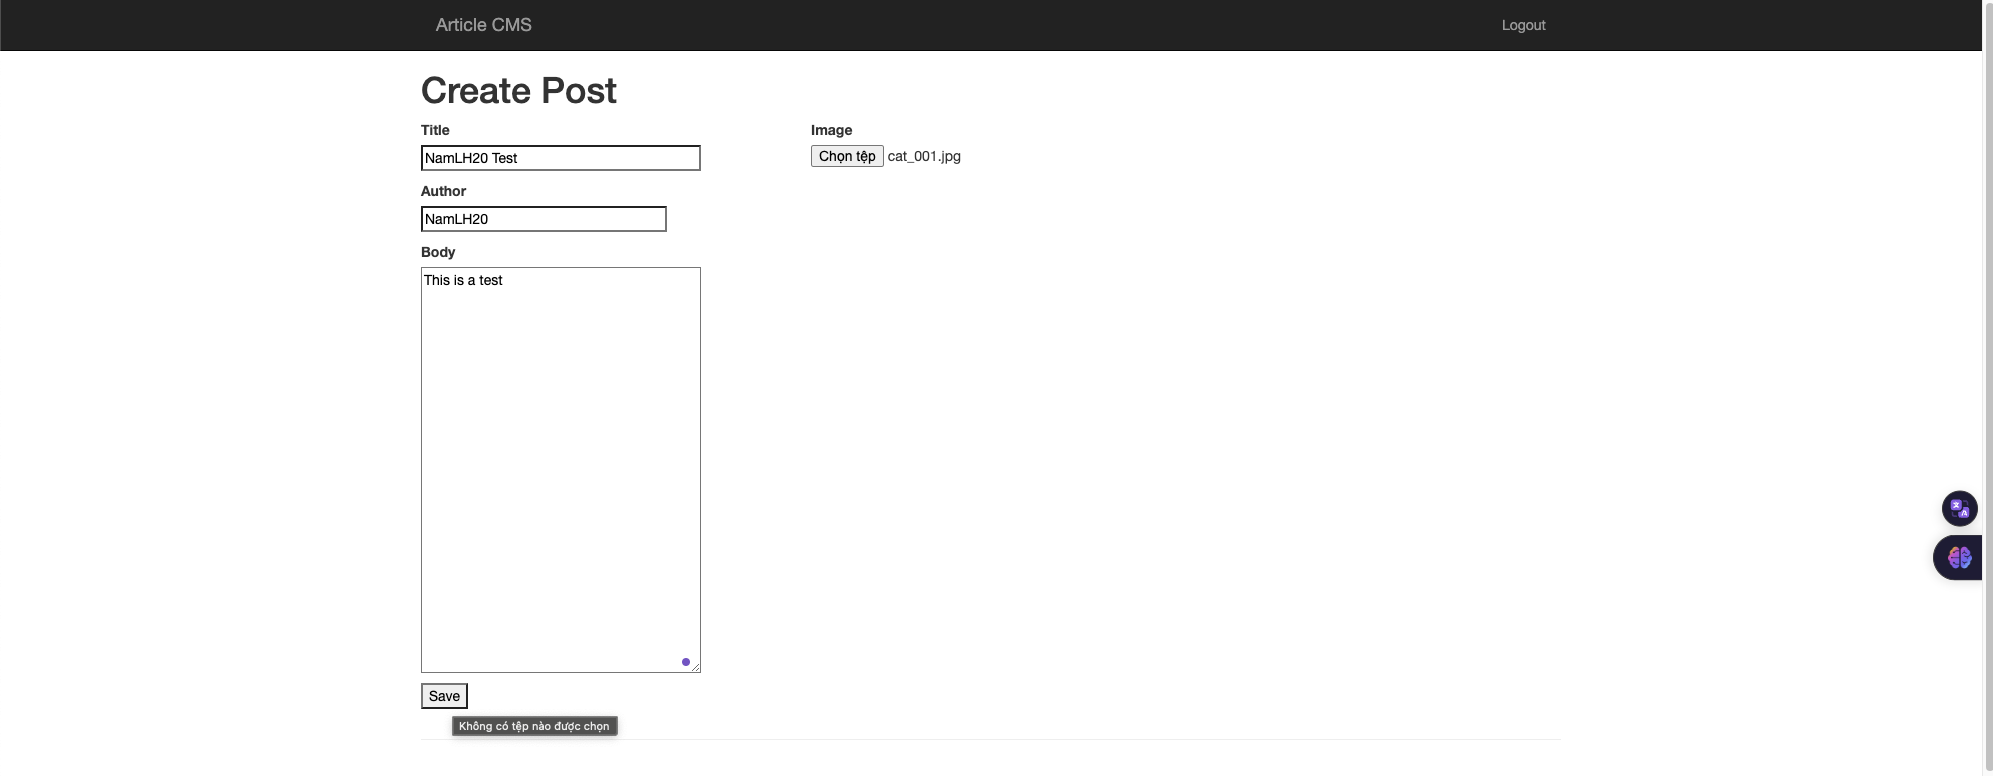 Article CMS
Logout
Create Post
Title
NamLH20 Test
Author
NamLH20
Body
This is a test
Image
Chọn tệp cat_001.jpg
Save
Không có tệp nào được chọn